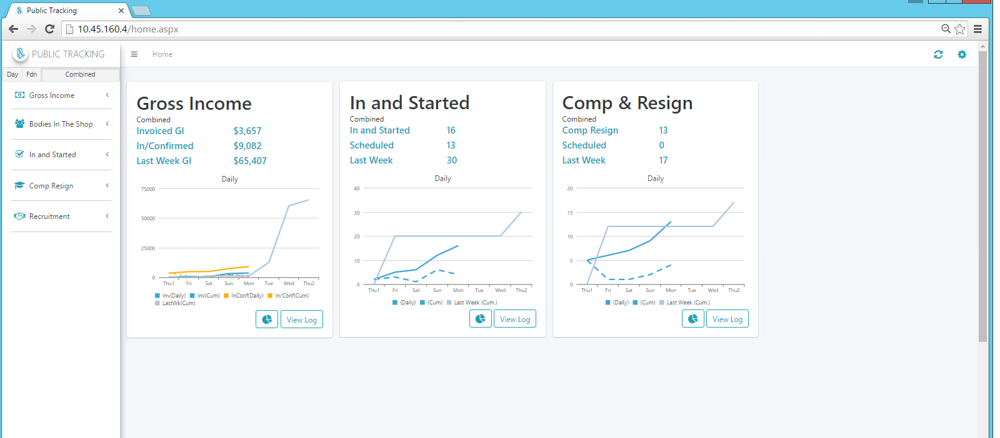 Public Tracking
10.45.160.4/home.aspx
PUBLIC TRACKING
Home
Day Fdn Combined
Gross Income
Bodies In The Shop
In and Started
Comp Resign
Recruitment
Gross Income
Combined
Invoiced GI $3,657
In/Confirmed $9,082
Last Week GI $65,407
Daily
75000
50000
25000
0
Thu1 Fri Sat Sun Mon Tue Wed Thu2
Inv(Daily) Inv(Cum) InConf(Daily) In/Conf(Cum)
LastWk(Cum)
View Log
In and Started
Combined
In and Started 16
Scheduled 13
Last Week 30
Daily
40
30
20
10
0
Thu1 Fri Sat Sun Mon Tue Wed Thu2
(Daily) (Cum) Last Week (Cum.)
View Log
Comp & Resign
Combined
Comp Resign 13
Scheduled 0
Last Week 17
Daily
20
15
10
5
0
Thu1 Fri Sat Sun Mon Tue Wed Thu2
(Daily) (Cum) Last Week (Cum.)
View Log